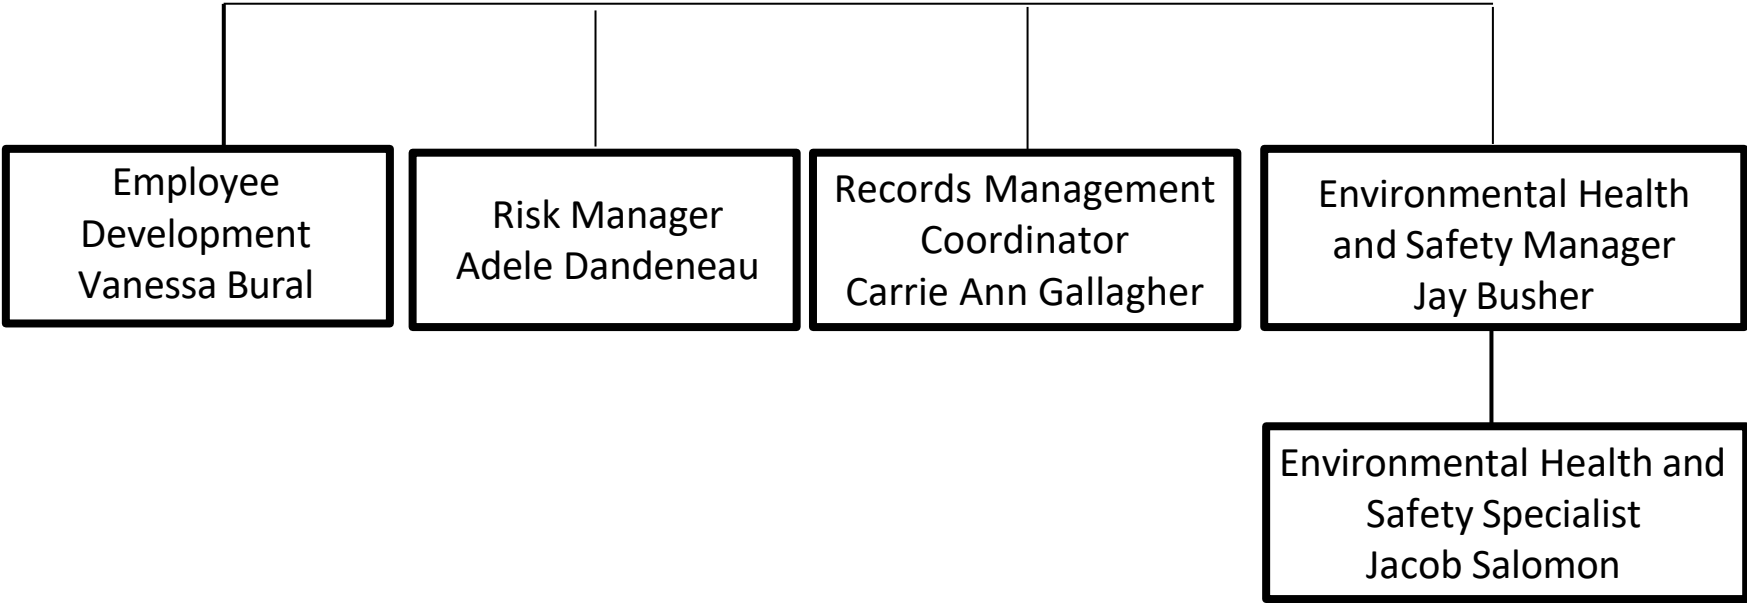 Employee
Development
Vanessa Bural
Risk Manager
Adele Dandeneau
Records Management
Coordinator
Carrie Ann Gallagher
Environmental Health
and Safety Manager
Jay Busher
Environmental Health and
Safety Specialist
Jacob Salomon